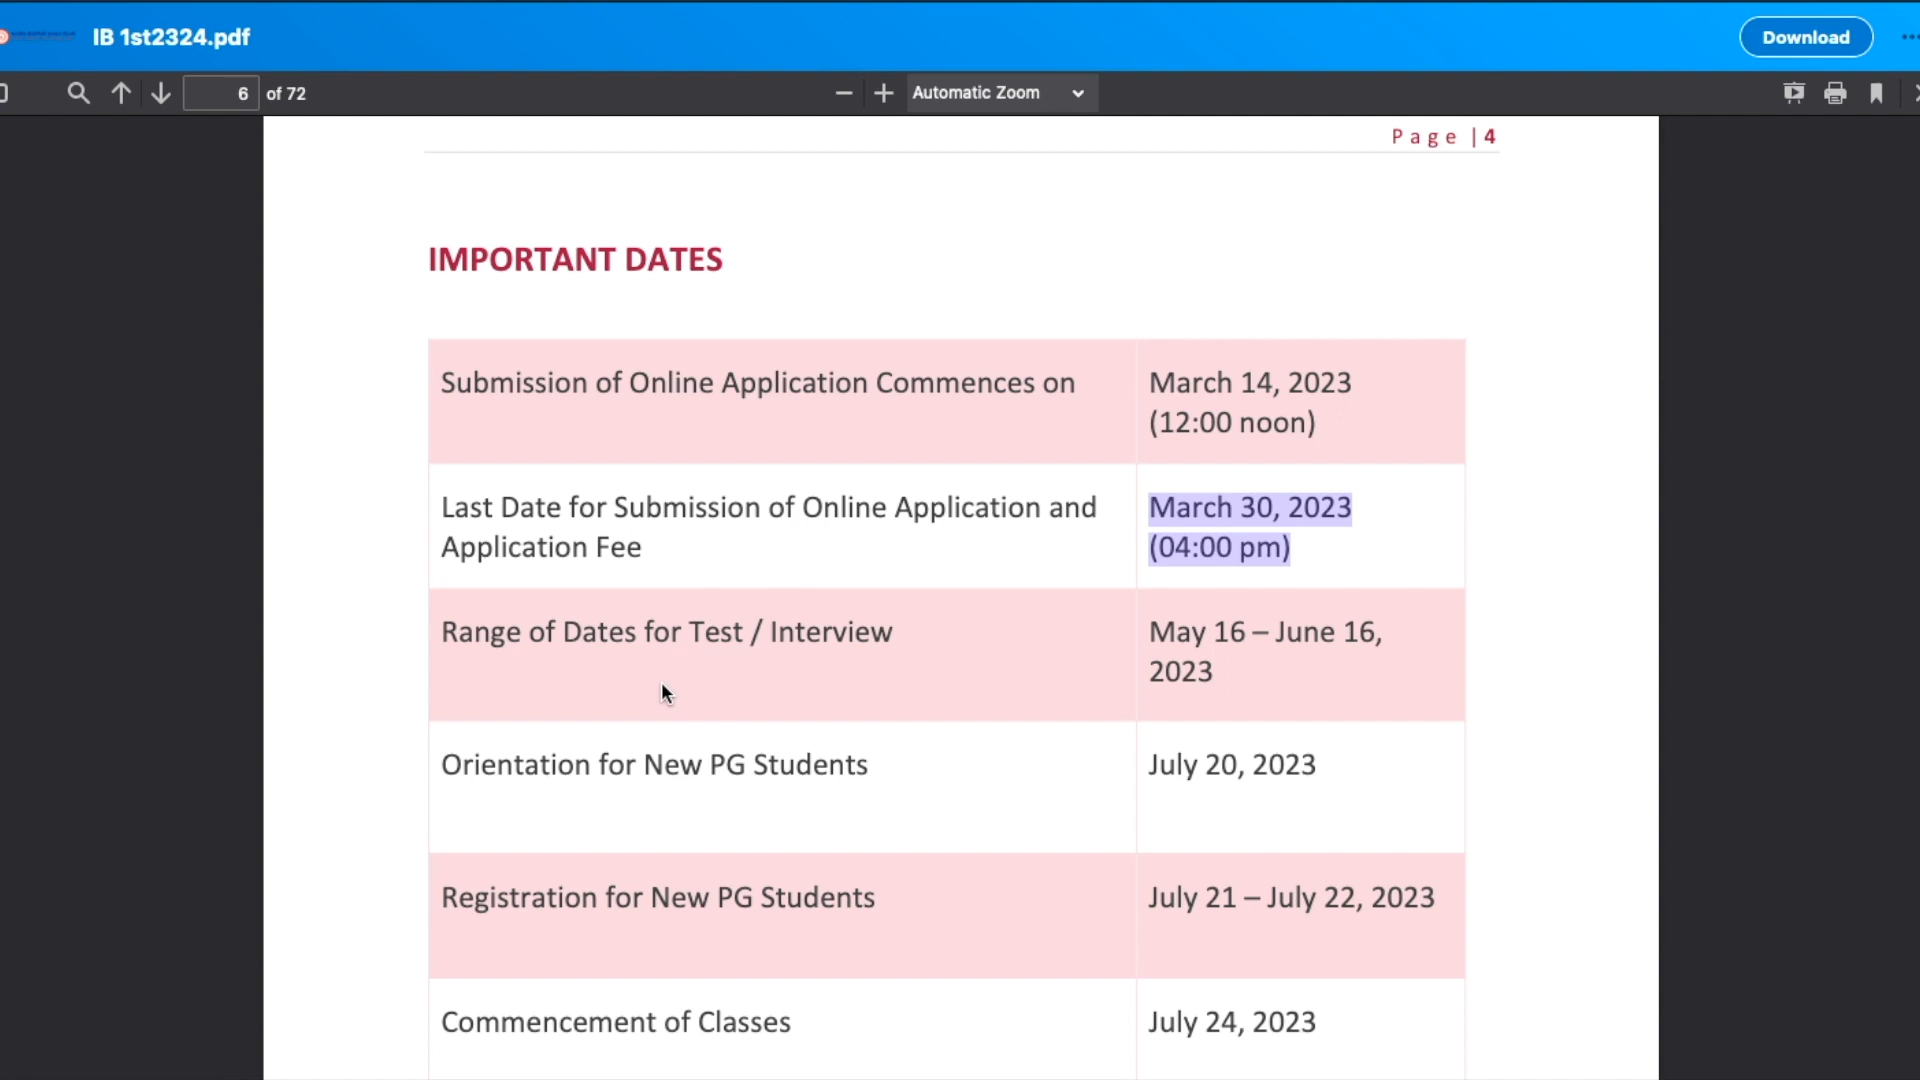 IB 1st2324.pdf
Download
6 of 72
Automatic Zoom
Page | 4
IMPORTANT DATES
Submission of Online Application Commences on
March 14, 2023
(12:00 noon)
Last Date for Submission of Online Application and
Application Fee
March 30, 2023
(04:00 pm)
Range of Dates for Test / Interview
May 16 – June 16,
2023
Orientation for New PG Students
July 20, 2023
Registration for New PG Students
July 21 – July 22, 2023
Commencement of Classes
July 24, 2023